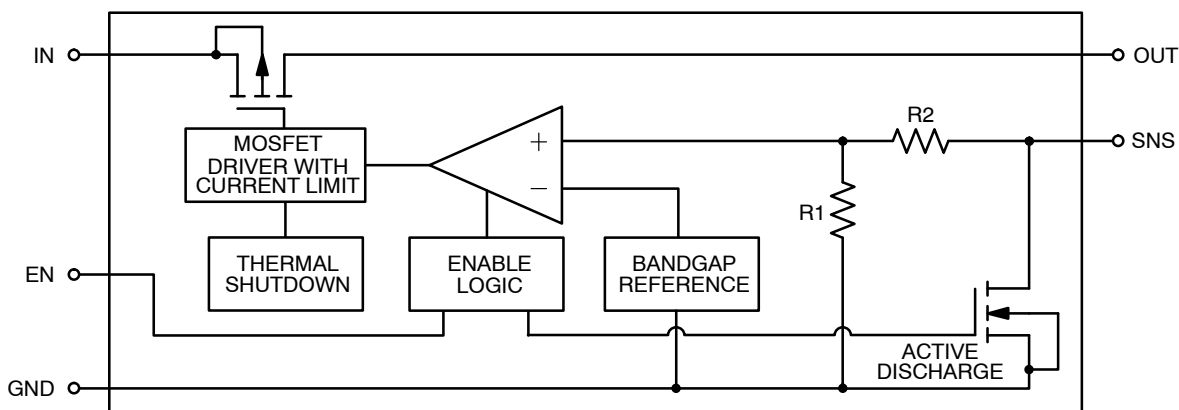 IN
OUT
R2
SNS
MOSFET
DRIVER WITH
CURRENT LIMIT
+
−
R1
THERMAL
SHUTDOWN
ENABLE
LOGIC
BANDGAP
REFERENCE
EN
ACTIVE
DISCHARGE
GND